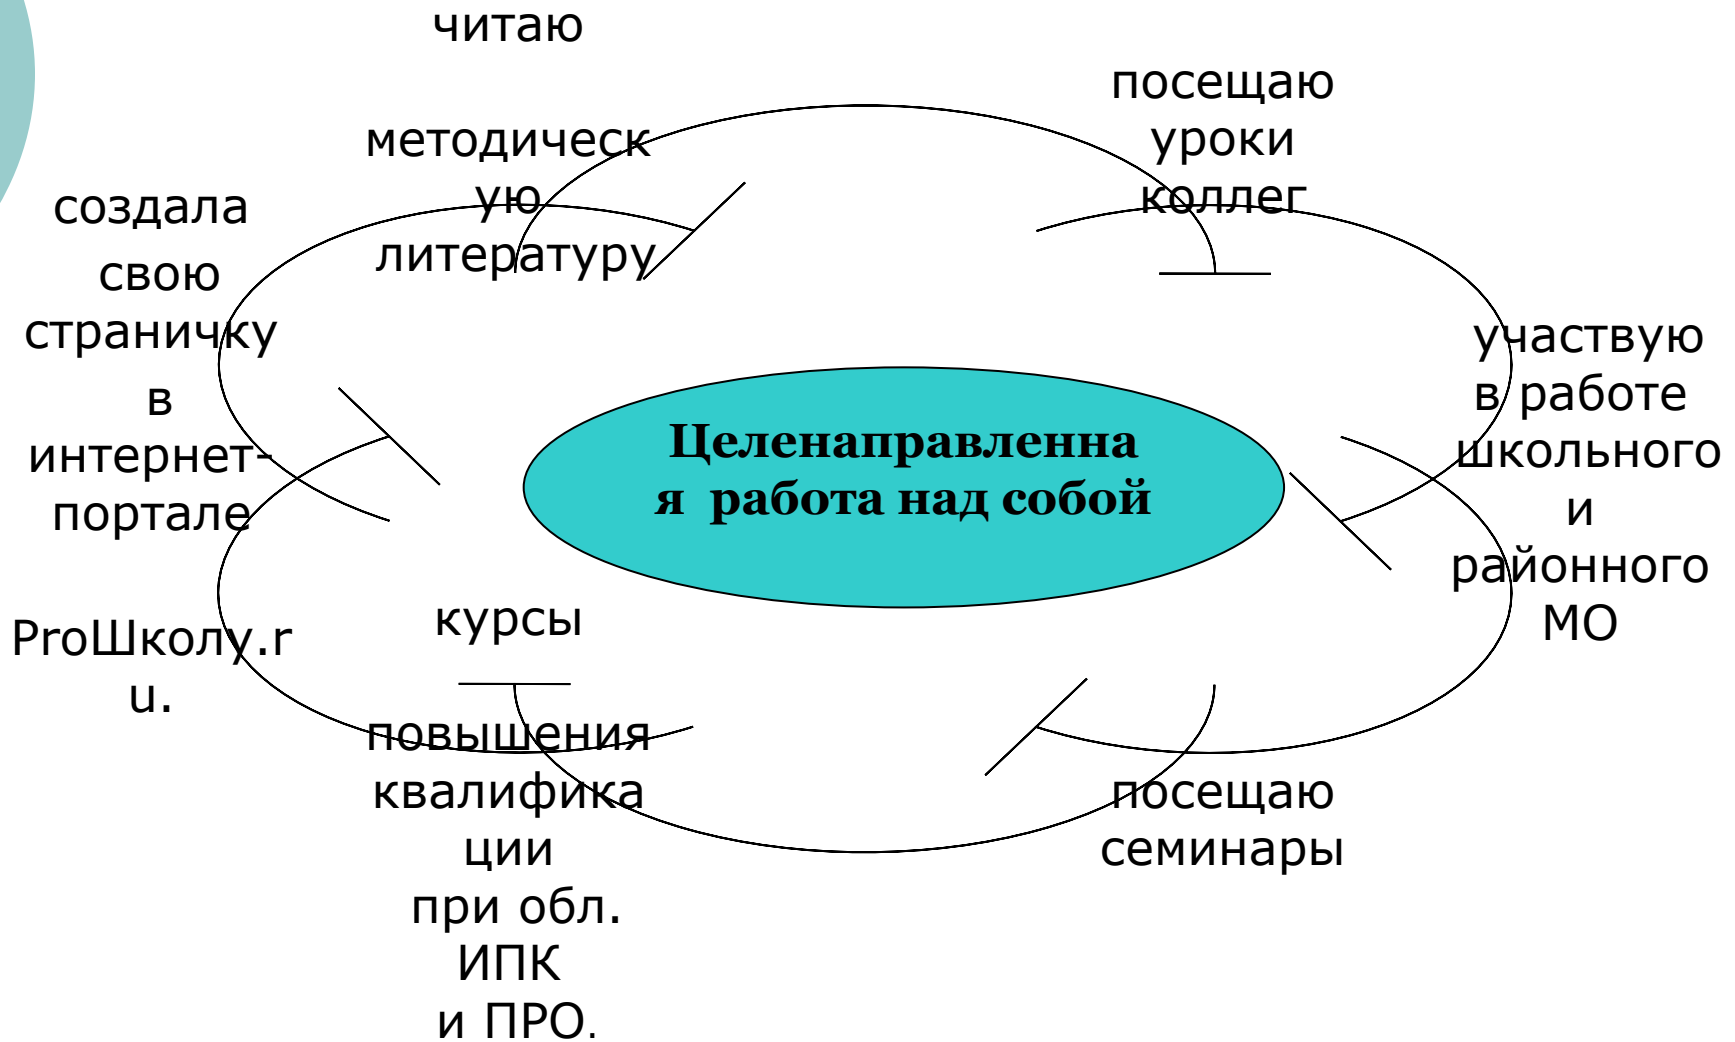 читаю
методическ
ую
литературу
посещаю
уроки
коллег
создала
свою
страничку
в
интернет-
портале
ProШколу.r
u.
Целенаправленна
я работа над собой
участвую
в работе
школьного
и
районного
МО
курсы
повышения
квалифика
ции
при обл.
ИПК
и ПРО.
посещаю
семинары